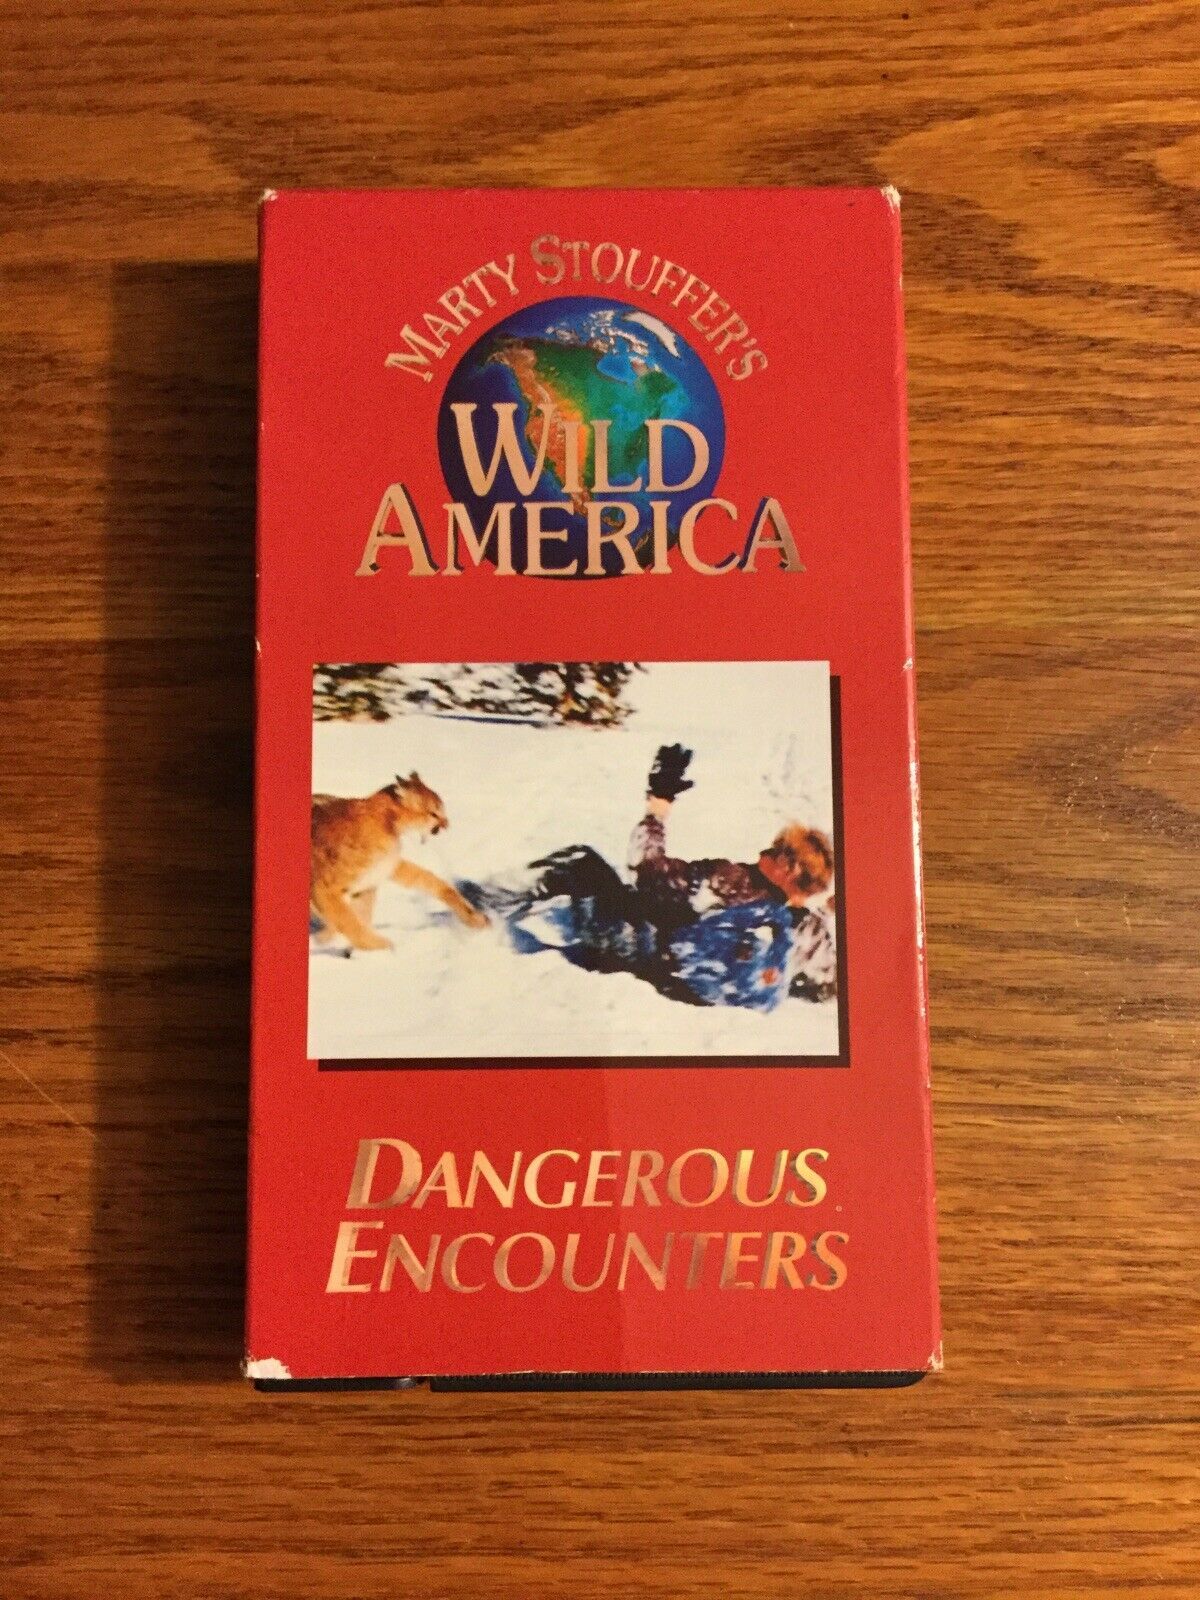 MARTY STOUFFER'S
WILD
AMERICA
DANGEROUS
ENCOUNTERS